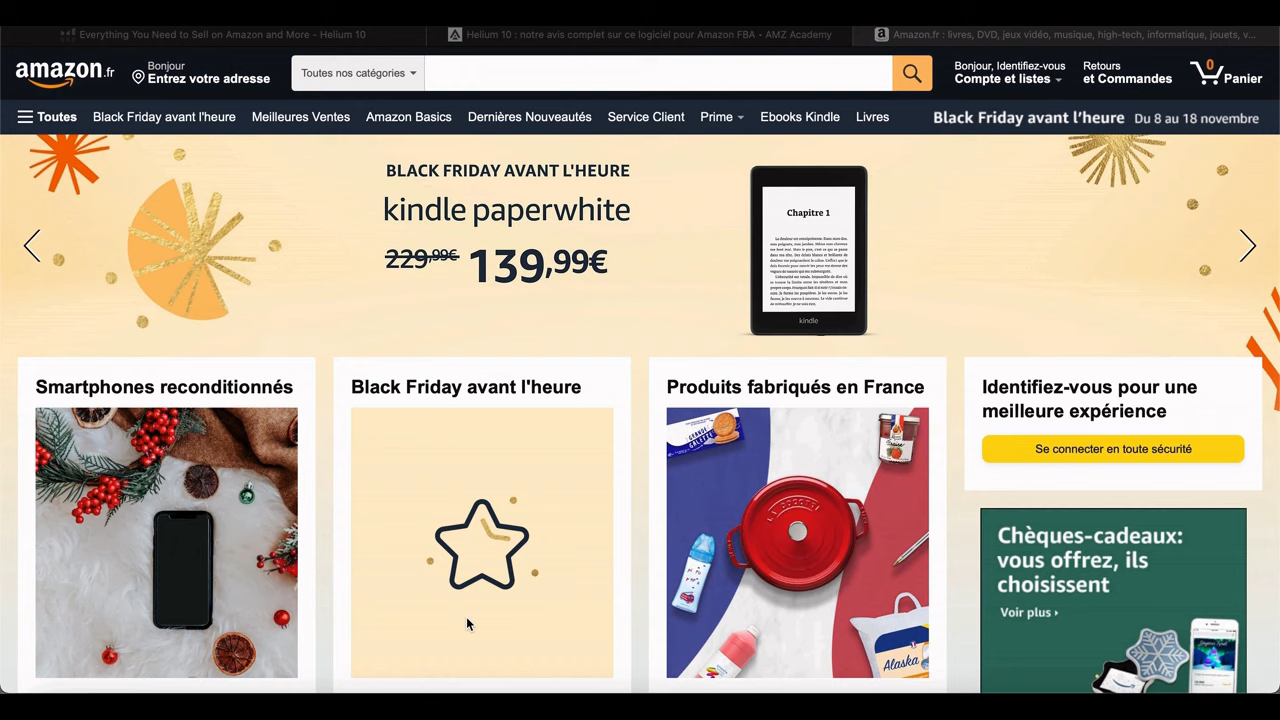 Everything You Need to Sell on Amazon and More - Helium 10
Helium 10 : notre avis complet sur ce logiciel pour Amazon FBA - AMZ Academy
Amazon.fr : livres, DVD, jeux vidéo, musique, high-tech, informatique, jouets, v...
amazon.fr
Bonjour
Entrez votre adresse
Toutes nos catégories
Bonjour, Identifiez-vous
Compte et listes
Retours
et Commandes
0
Panier
Toutes
Black Friday avant l'heure
Meilleures Ventes
Amazon Basics
Dernières Nouveautés
Service Client
Prime
Ebooks Kindle
Livres
Black Friday avant l'heure Du 8 au 18 novembre
BLACK FRIDAY AVANT L'HEURE
kindle paperwhite
229,99€ 139,99€
Chapitre 1
kindle
Smartphones reconditionnés
Black Friday avant l'heure
Produits fabriqués en France
Identifiez-vous pour une
meilleure expérience
Se connecter en toute sécurité
GRANDE
GALETTE
Alaska
Chèques-cadeaux:
vous offrez, ils
choisissent
Voir plus ›